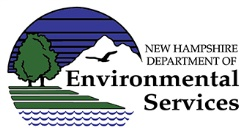 NEW HAMPSHIRE
DEPARTMENT OF
Environmental
Services